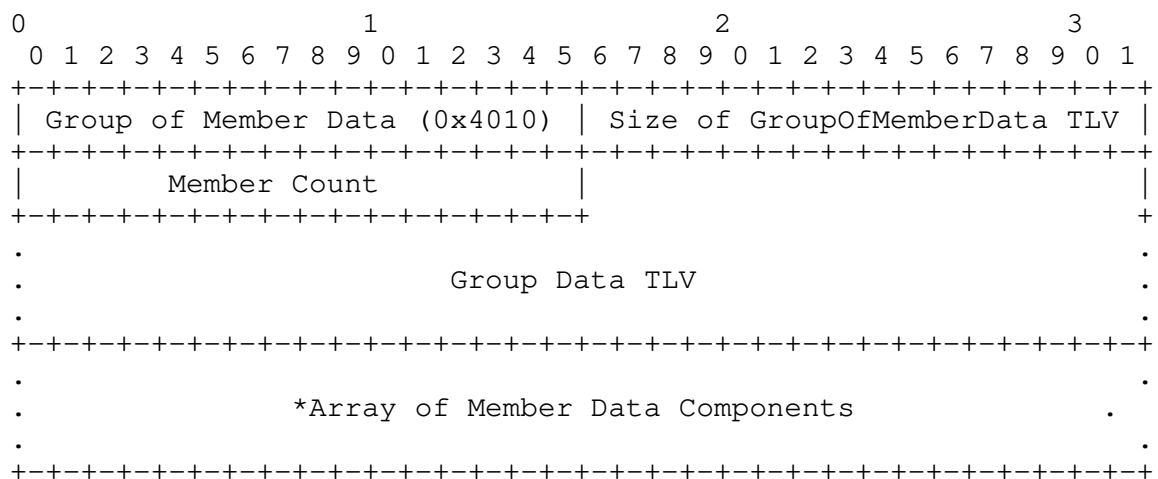 0                   1                   2                   3
 0 1 2 3 4 5 6 7 8 9 0 1 2 3 4 5 6 7 8 9 0 1 2 3 4 5 6 7 8 9 0 1
+-+-+-+-+-+-+-+-+-+-+-+-+-+-+-+-+-+-+-+-+-+-+-+-+-+-+-+-+-+-+-+-+
| Group of Member Data (0x4010) | Size of GroupOfMemberData TLV |
+-+-+-+-+-+-+-+-+-+-+-+-+-+-+-+-+-+-+-+-+-+-+-+-+-+-+-+-+-+-+-+-+
|        Member Count           |                               |
+-+-+-+-+-+-+-+-+-+-+-+-+-+-+-+-+                               +
.                                                               .
.                        Group Data TLV                         .
.                                                               .
+-+-+-+-+-+-+-+-+-+-+-+-+-+-+-+-+-+-+-+-+-+-+-+-+-+-+-+-+-+-+-+-+
.                                                               .
.               *Array of Member Data Components              .
.                                                               .
+-+-+-+-+-+-+-+-+-+-+-+-+-+-+-+-+-+-+-+-+-+-+-+-+-+-+-+-+-+-+-+-+